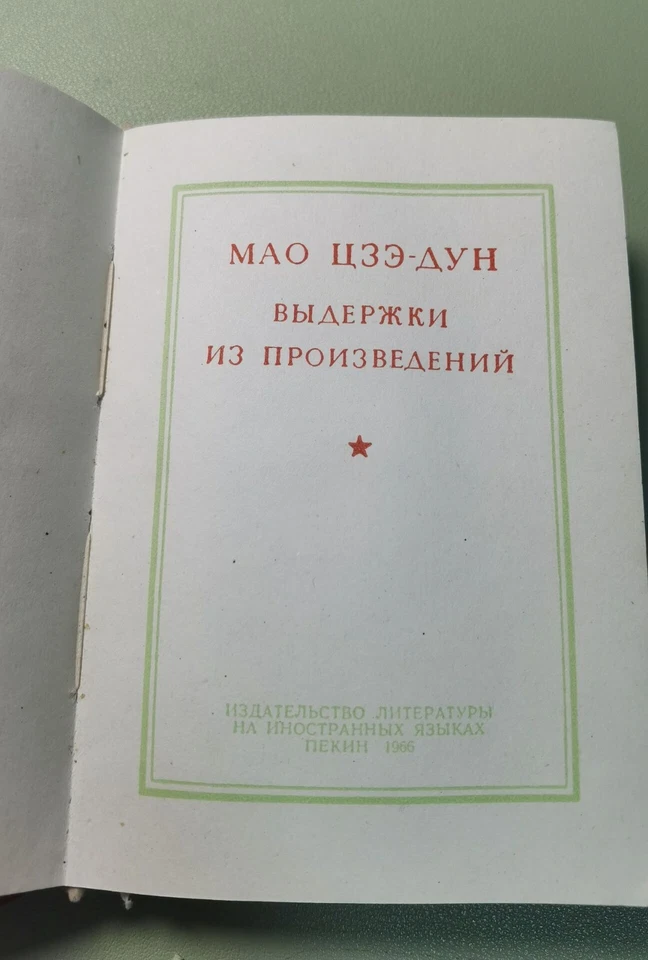 МАО ЦЗЭ-ДУН
ВЫДЕРЖКИ
ИЗ ПРОИЗВЕДЕНИЙ
ИЗДАТЕЛЬСТВО ЛИТЕРАТУРЫ
НА ИНОСТРАННЫХ ЯЗЫКАХ
ПЕКИН 1966